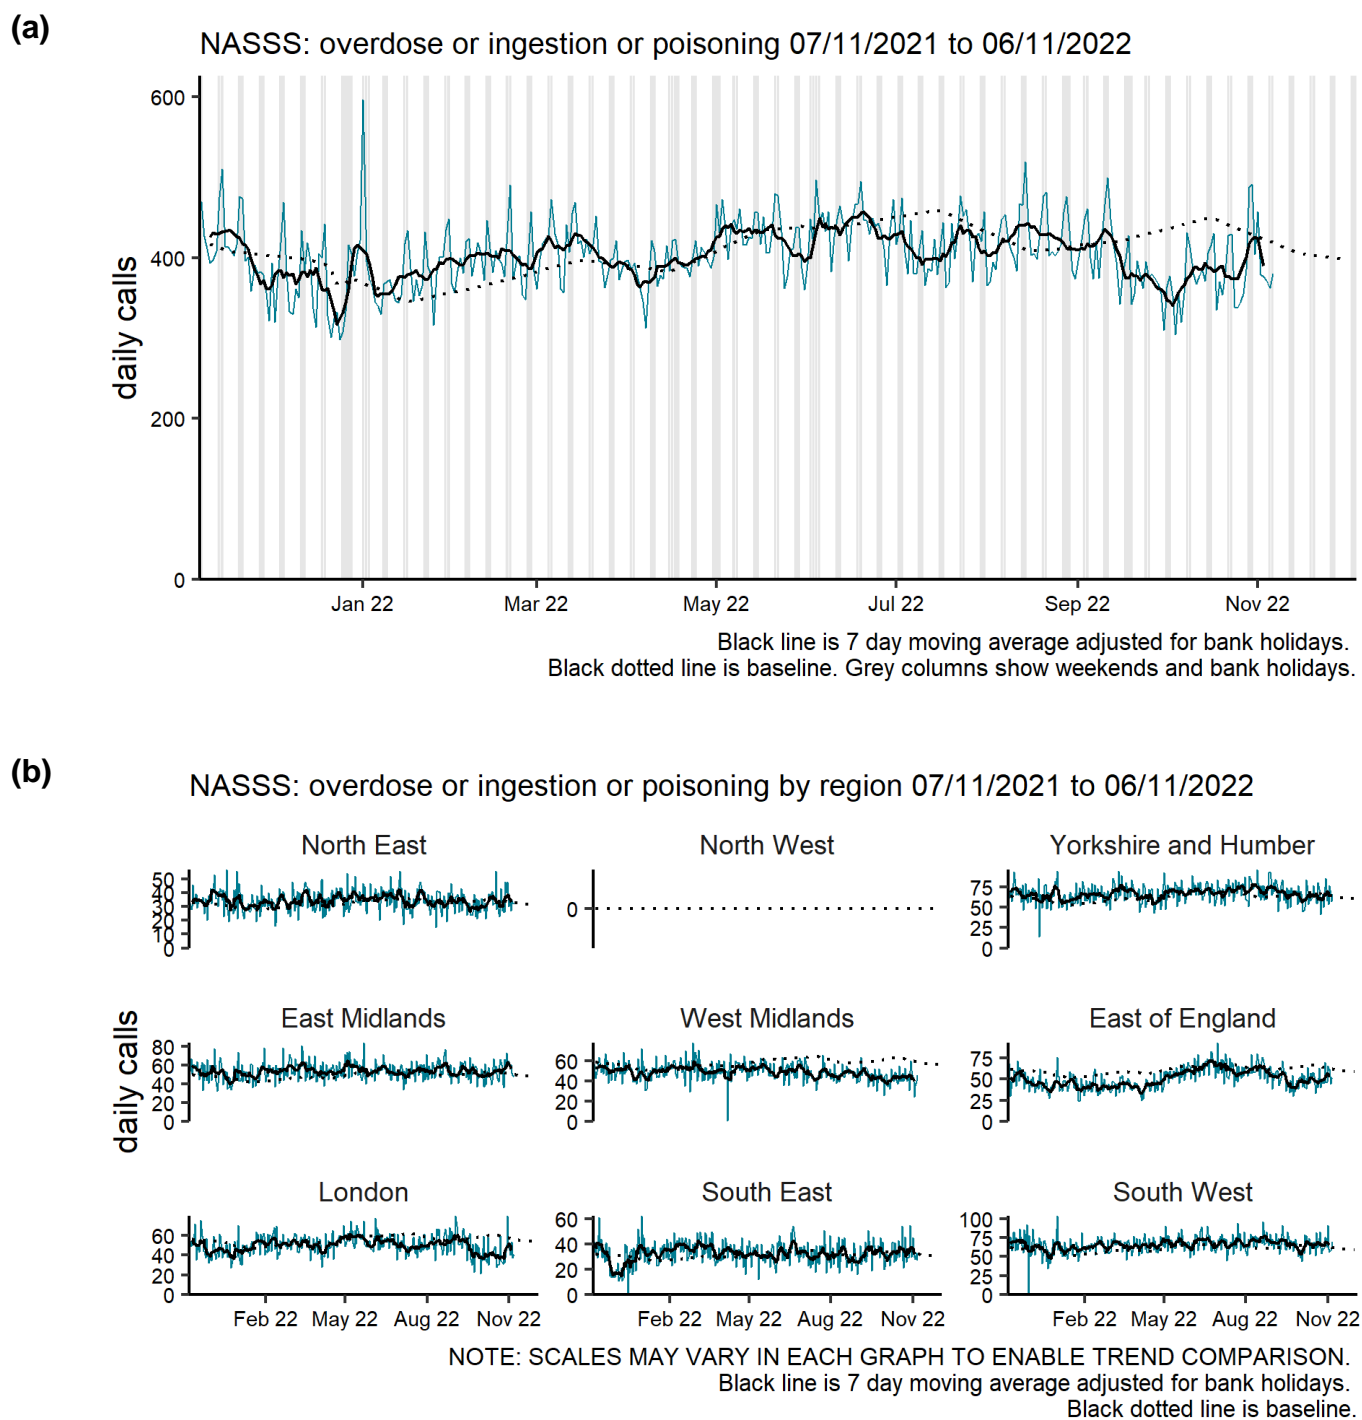 (a)
NASSS: overdose or ingestion or poisoning 07/11/2021 to 06/11/2022
daily calls
600
400
200
0
Jan 22 Mar 22 May 22 Jul 22 Sep 22 Nov 22
Black line is 7 day moving average adjusted for bank holidays.
Black dotted line is baseline. Grey columns show weekends and bank holidays.
(b)
NASSS: overdose or ingestion or poisoning by region 07/11/2021 to 06/11/2022
daily calls
North East
50
40
30
20
10
0
North West
0
Yorkshire and Humber
75
50
25
0
East Midlands
80
60
40
20
0
West Midlands
60
40
20
0
East of England
75
50
25
0
London
60
40
20
0
South East
60
40
20
0
South West
100
75
50
25
0
Feb 22 May 22 Aug 22 Nov 22
Feb 22 May 22 Aug 22 Nov 22
Feb 22 May 22 Aug 22 Nov 22
NOTE: SCALES MAY VARY IN EACH GRAPH TO ENABLE TREND COMPARISON.
Black line is 7 day moving average adjusted for bank holidays.
Black dotted line is baseline.